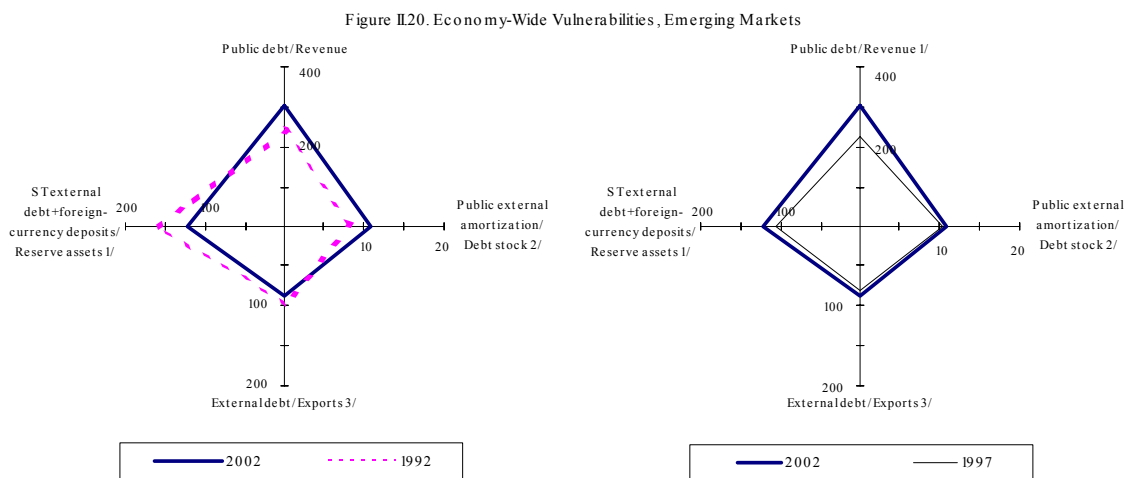 Figure II.20. Economy-Wide Vulnerabilities, Emerging Markets
Public debt/Revenue
400
200
ST external
debt+foreign-
currency deposits/
Reserve assets 1/
200
100
Public external
amortization/
Debt stock 2/
10
20
100
200
External debt/Exports 3/
2002
1992
Public debt/Revenue 1/
400
200
ST external
debt+foreign-
currency deposits/
Reserve assets 1/
200
100
Public external
amortization/
Debt stock 2/
10
20
100
200
External debt/Exports 3/
2002
1997